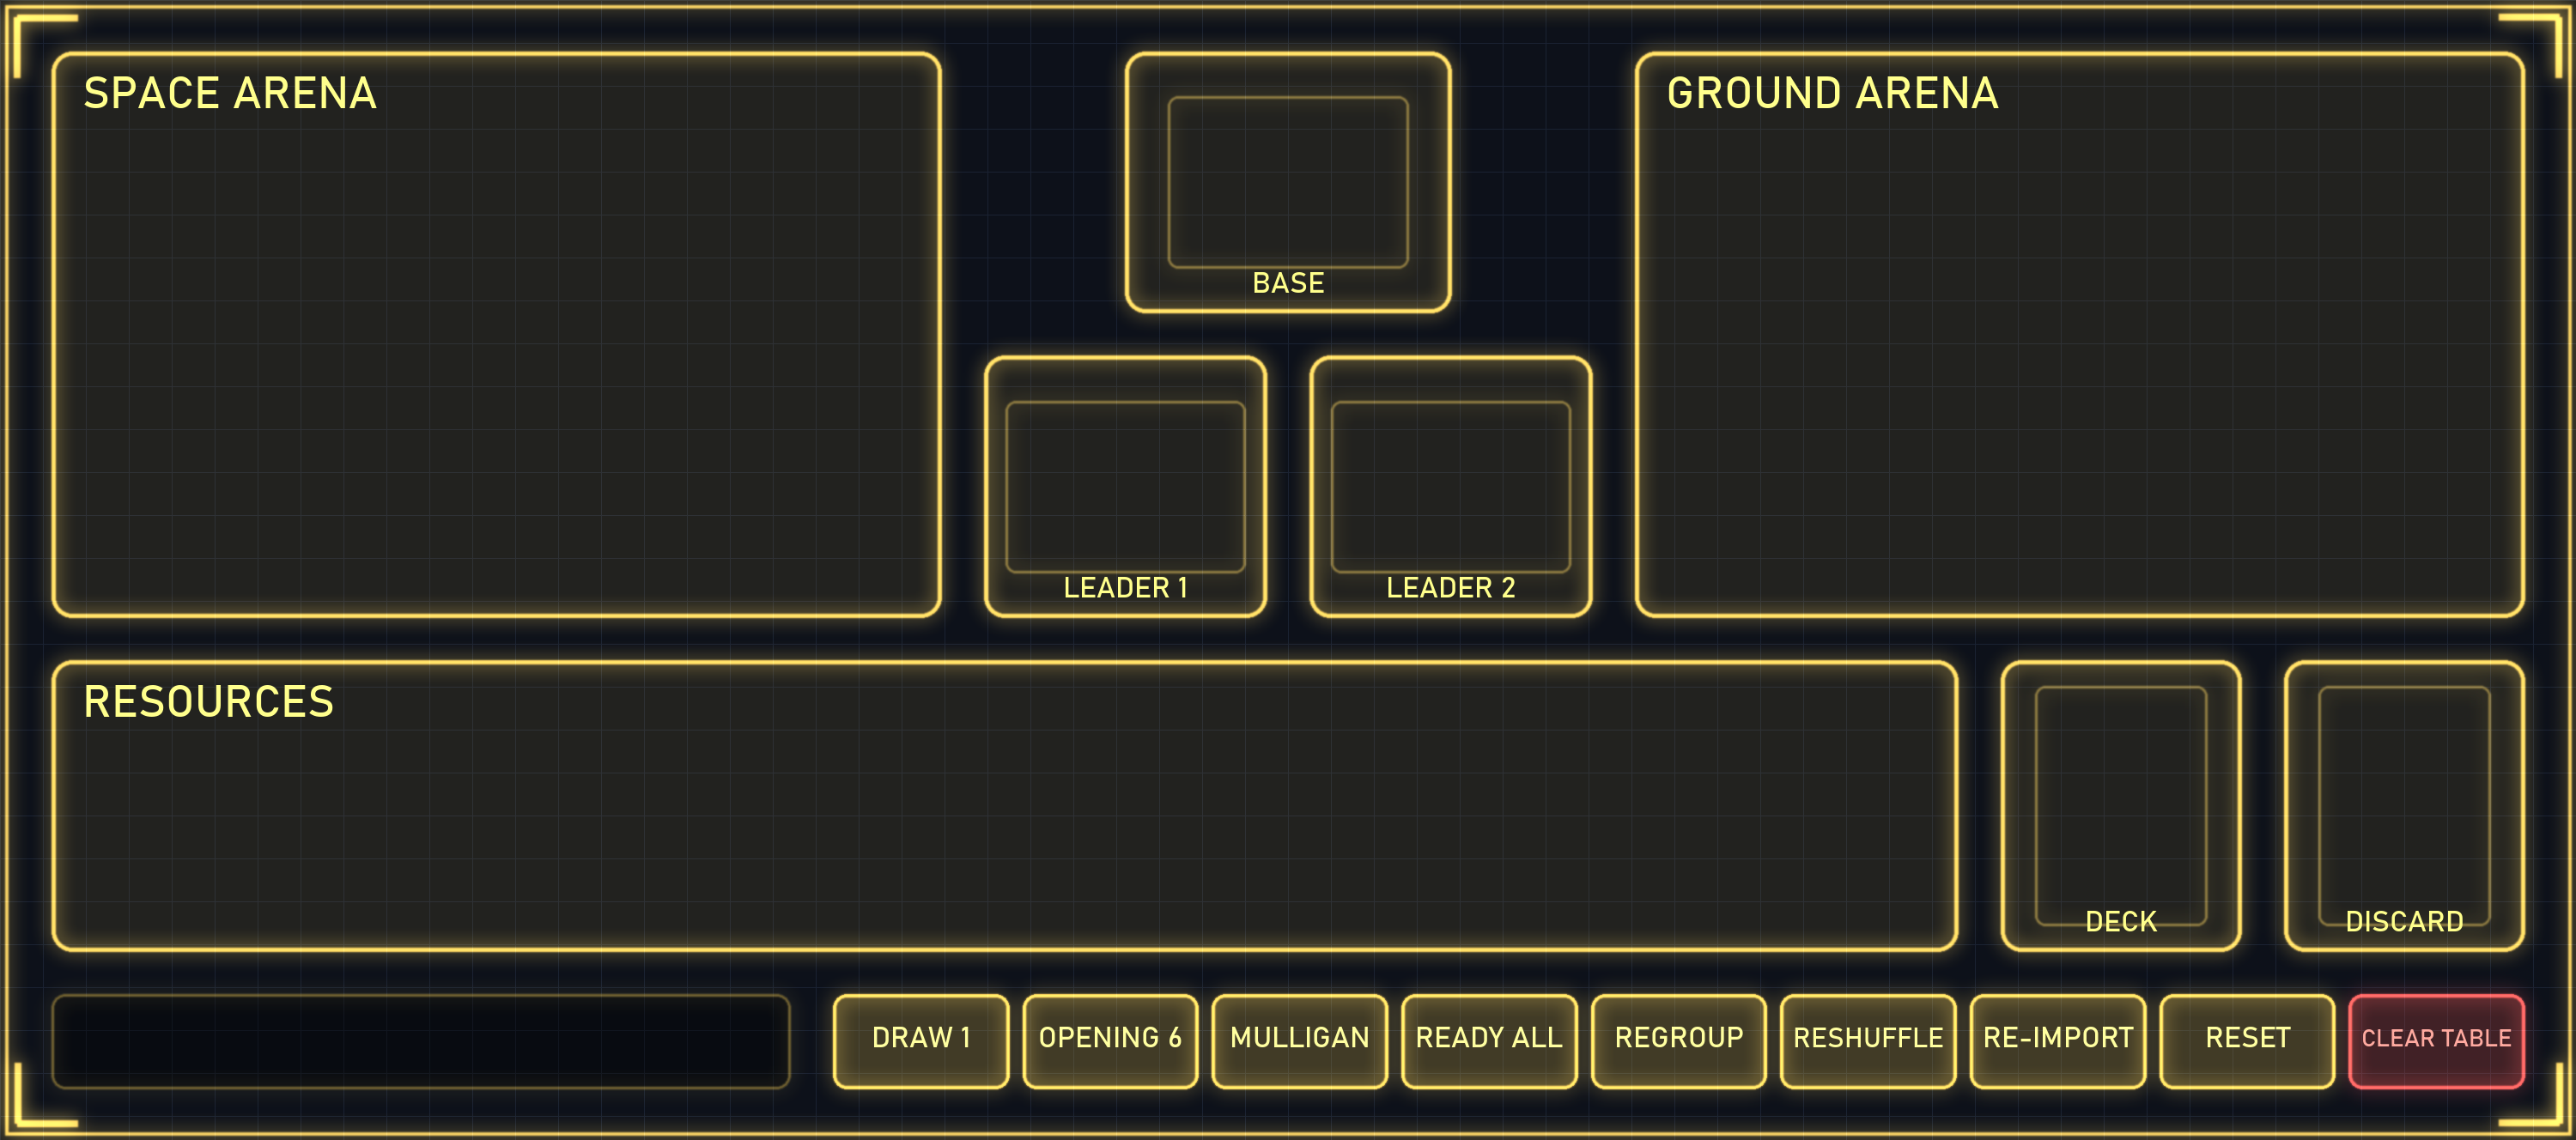 SPACE ARENA
BASE
GROUND ARENA
LEADER 1
LEADER 2
RESOURCES
DECK
DISCARD
DRAW 1
OPENING 6
MULLIGAN
READY ALL
REGROUP
RESHUFFLE
RE-IMPORT
RESET
CLEAR TABLE